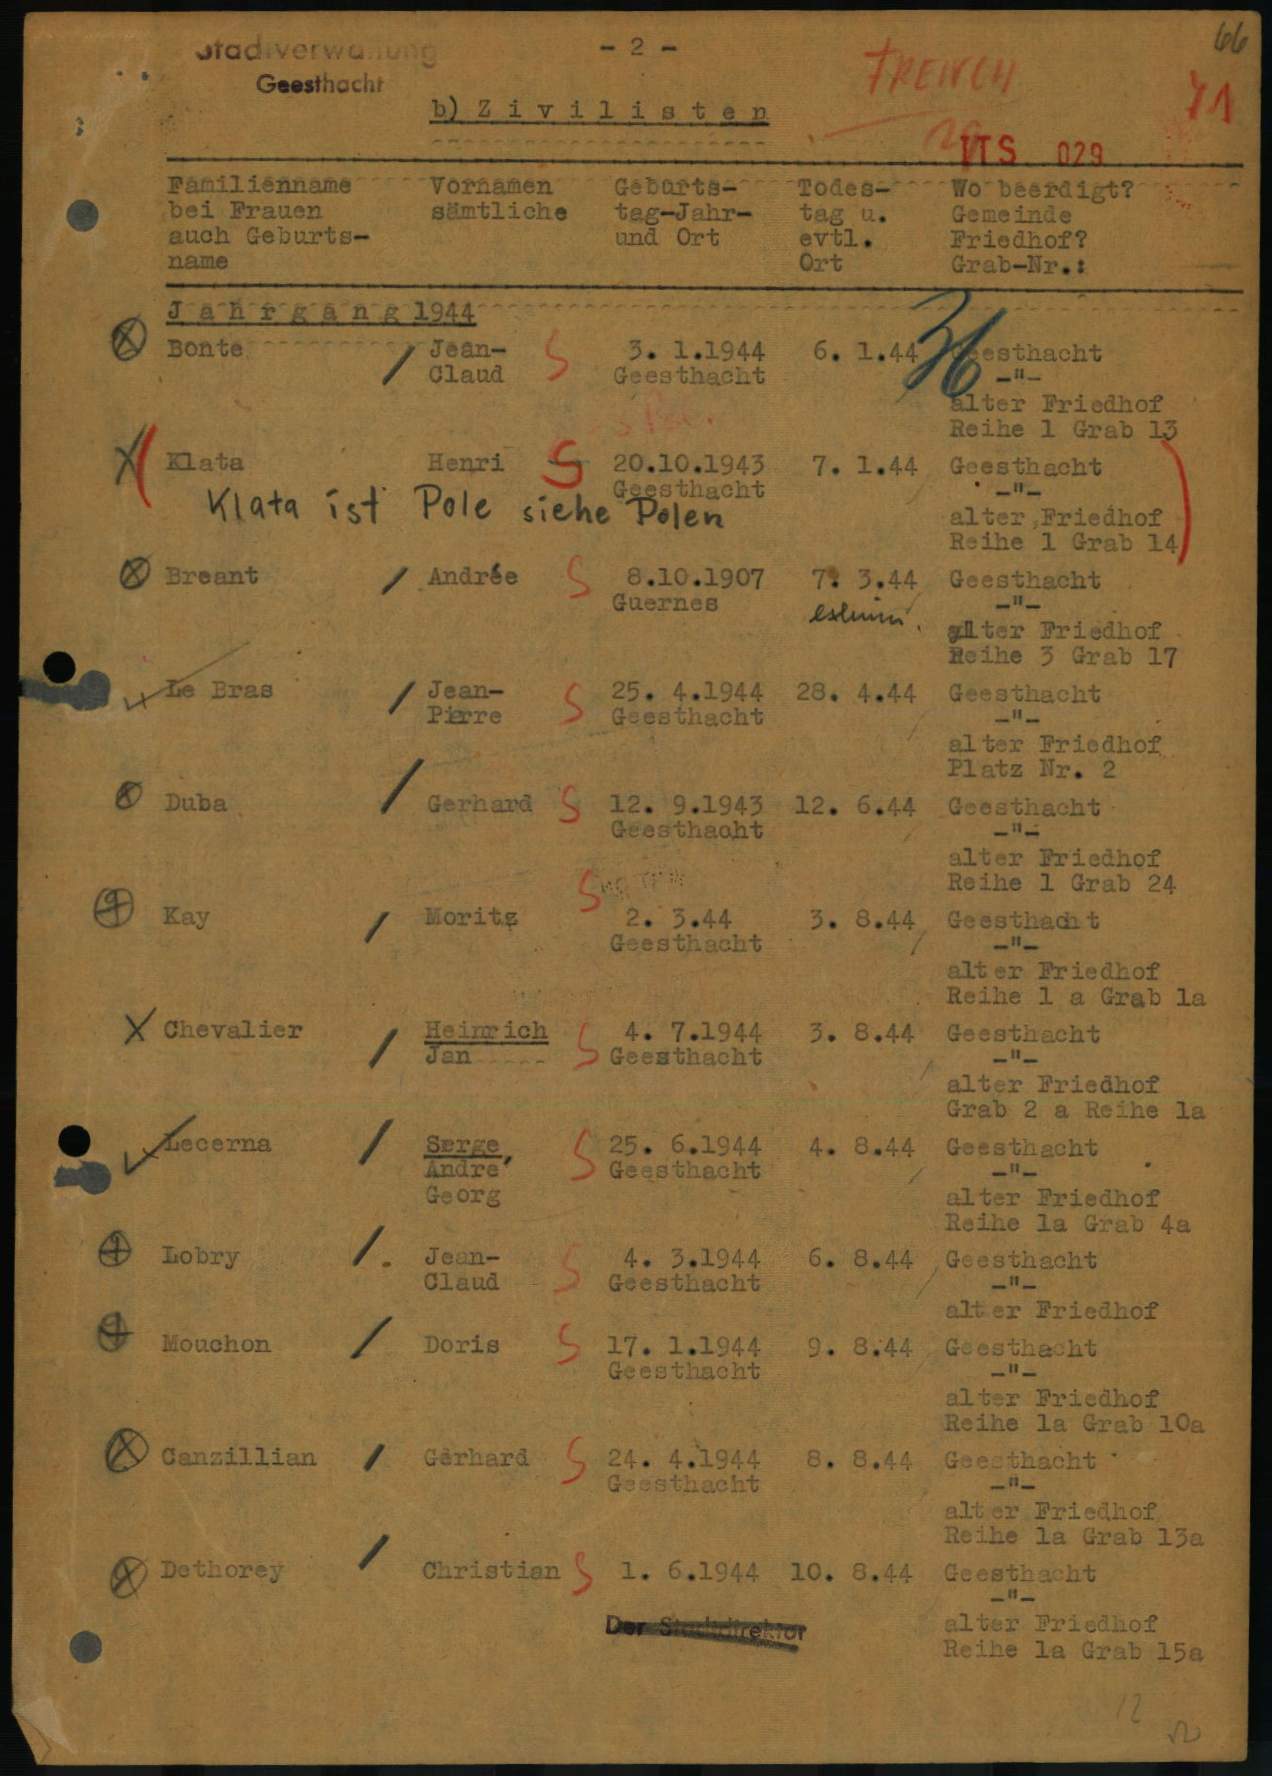 Stadtverwaltung
Geesthacht
- 2 -
FRENCH
66
71
b) Z i v i l i s t e n
ITS 029
Familienname Vornamen Geburts- Todes- Wo beerdigt?
bei Frauen sämtliche tag-Jahr- tag u. Gemeinde
auch Geburts- und Ort evtl. Friedhof?
name Ort Grab-Nr.:
J a h r g a n g 1944
Bonte / Jean- S 3. 1.1944 6. 1.44 Geesthacht
Claud Geesthacht -"-
alter Friedhof
Reihe 1 Grab 13
Klata Henri S 20.10.1943 7. 1.44 Geesthacht
Geesthacht -"-
Klata ist Pole siehe Polen alter Friedhof
Reihe 1 Grab 14
Breant / Andrée S 8.10.1907 7. 3.44 Geesthacht
Guernes -"-
alter Friedhof
Reihe 3 Grab 17
Le Bras / Jean- S 25. 4.1944 28. 4.44 Geesthacht
Pierre Geesthacht -"-
alter Friedhof
Platz Nr. 2
Duba / Gerhard S 12. 9.1943 12. 6.44 Geesthacht
Geesthacht -"-
alter Friedhof
Reihe 1 Grab 24
Kay / Moritz S 2. 3.44 3. 8.44 Geesthacht
Geesthacht -"-
alter Friedhof
Reihe 1 a Grab 1a
Chevalier / Heinrich S 4. 7.1944 3. 8.44 Geesthacht
Jan Geesthacht -"-
alter Friedhof
Grab 2 a Reihe 1a
Lecerna / Serge, S 25. 6.1944 4. 8.44 Geesthacht
Andre' Geesthacht -"-
Georg alter Friedhof
Reihe 1a Grab 4a
Lobry / Jean- S 4. 3.1944 6. 8.44 Geesthacht
Claud Geesthacht -"-
alter Friedhof
Mouchon / Doris S 17. 1.1944 9. 8.44 Geesthacht
Geesthacht -"-
alter Friedhof
Reihe 1a Grab 10a
Canzillian / Gerhard S 24. 4.1944 8. 8.44 Geesthacht
Geesthacht -"-
alter Friedhof
Reihe 1a Grab 13a
Dethorey / Christian S 1. 6.1944 10. 8.44 Geesthacht
-"-
Der Stadtdirektor alter Friedhof
Reihe 1a Grab 15a
12